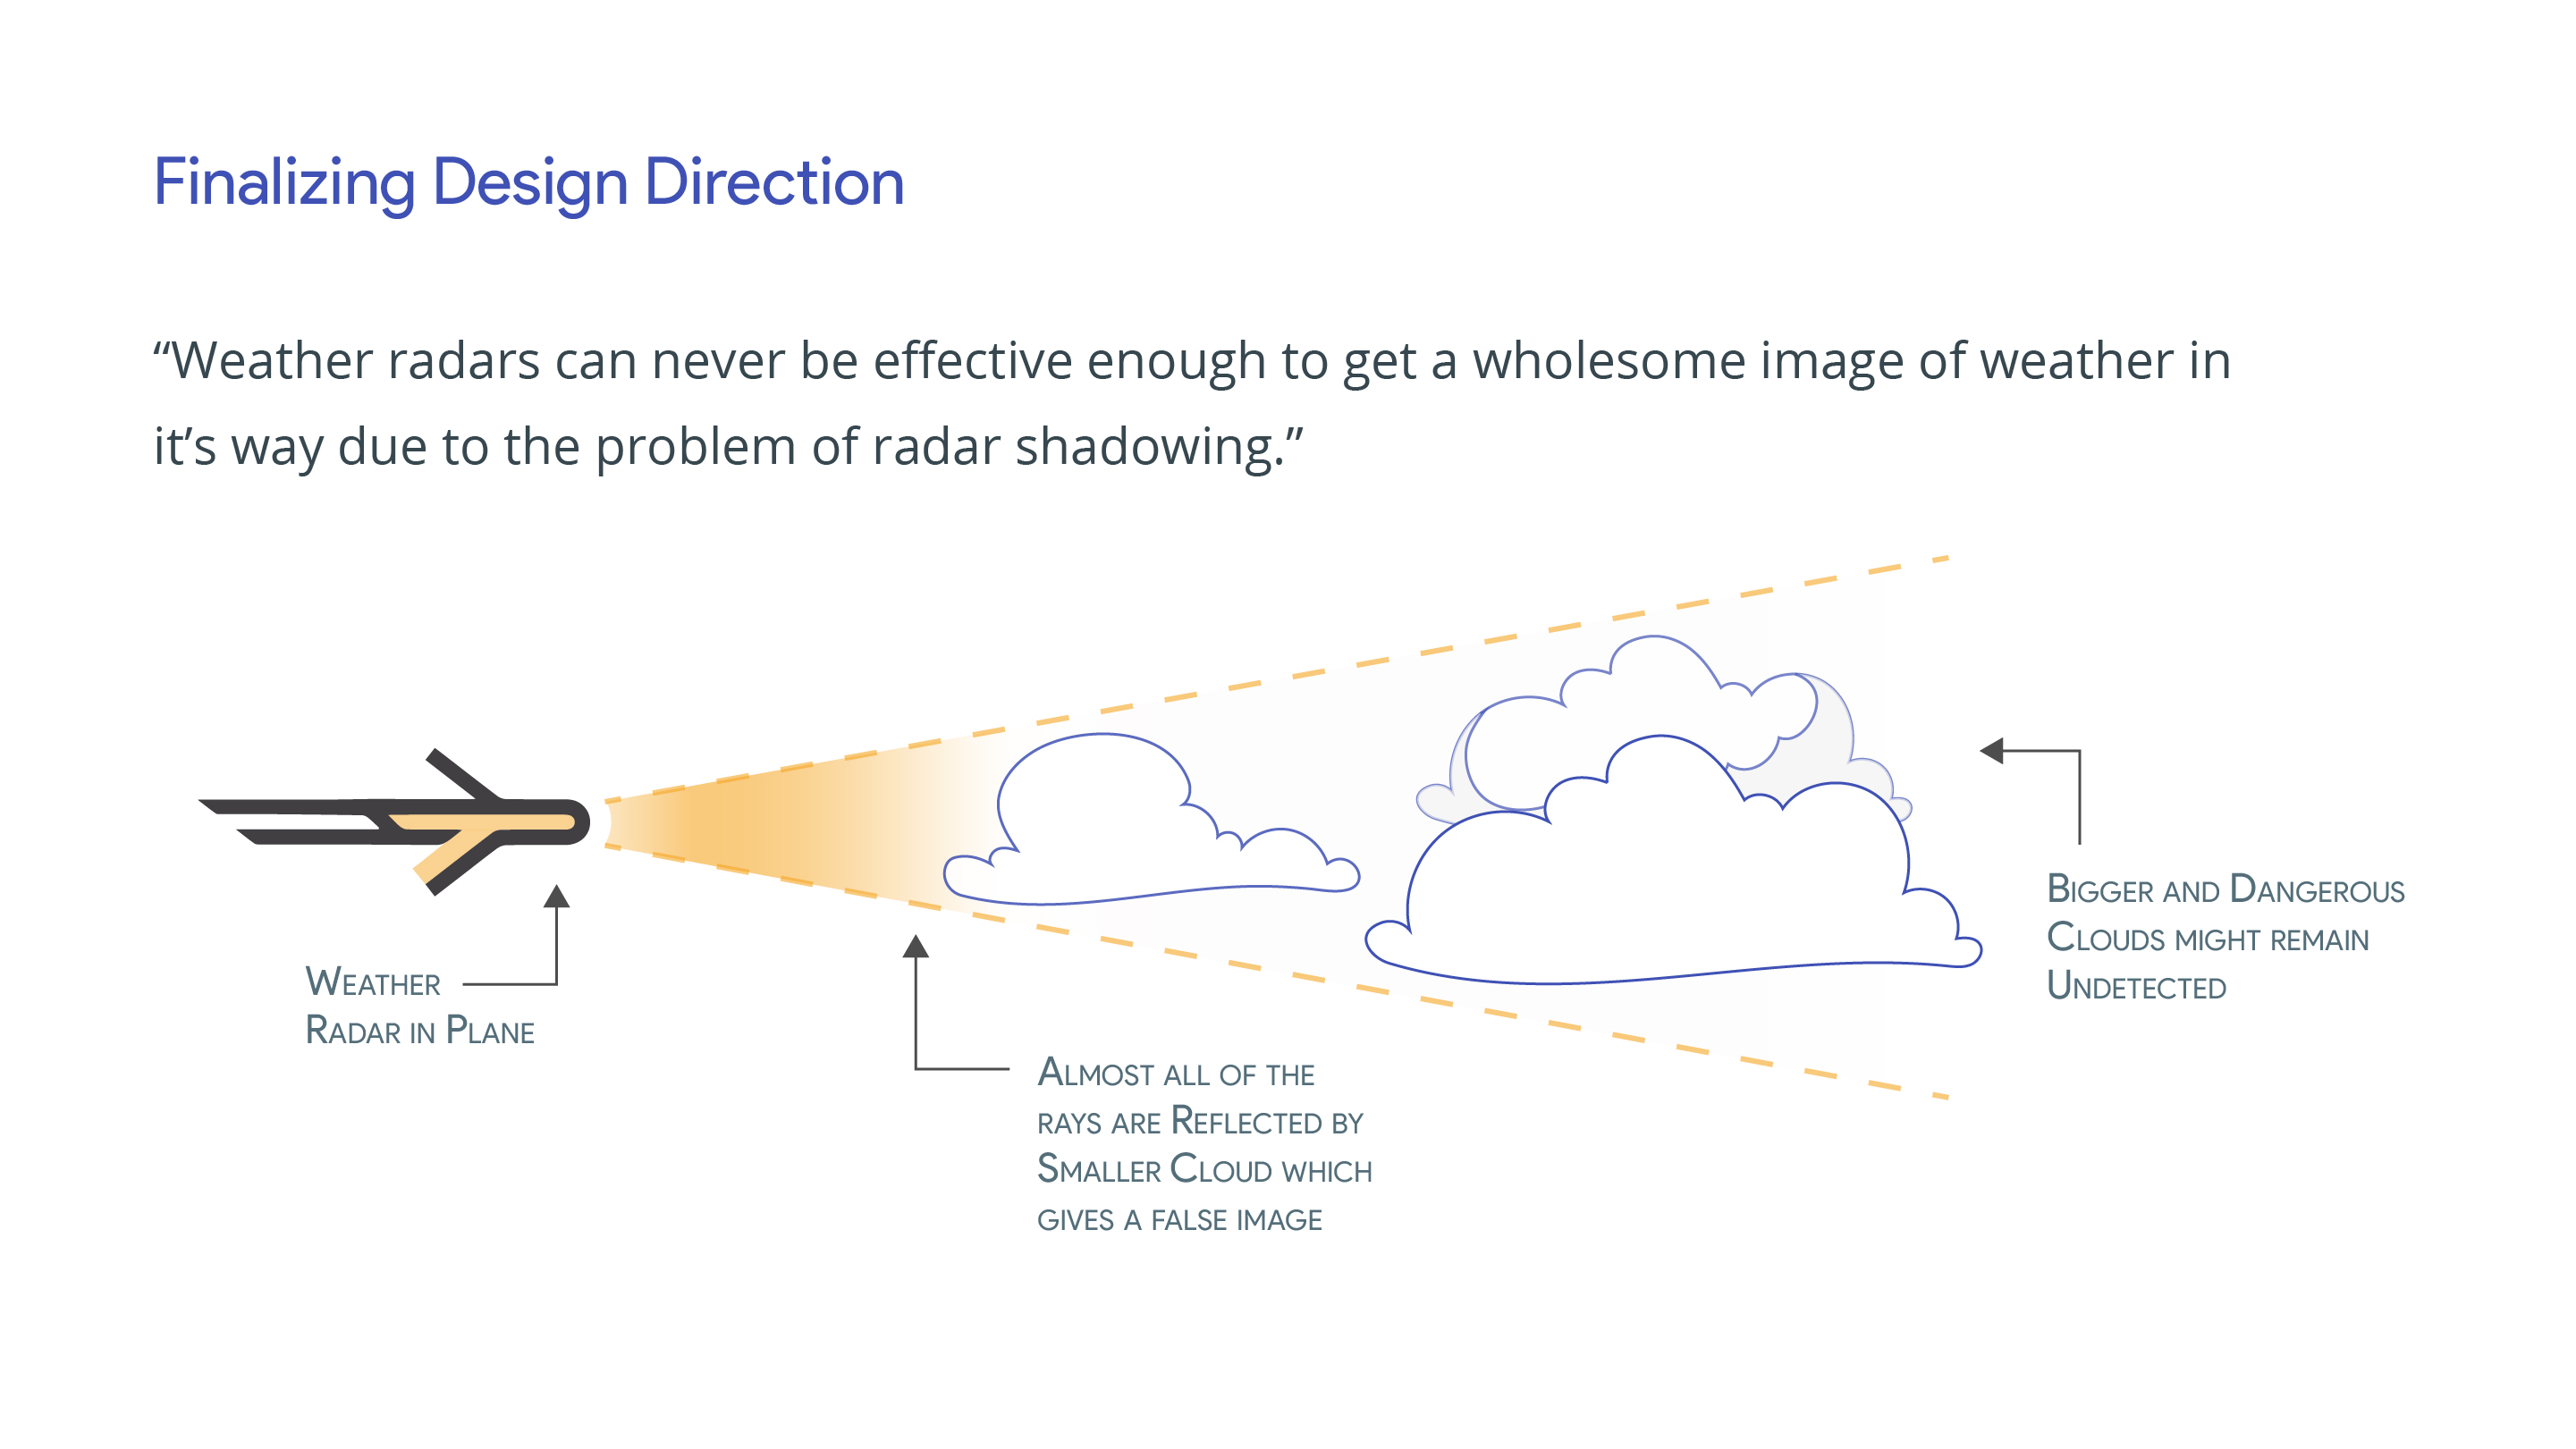 Finalizing Design Direction
“Weather radars can never be effective enough to get a wholesome image of weather in
it’s way due to the problem of radar shadowing.”
Weather
Radar in Plane
Almost all of the
rays are Reflected by
Smaller Cloud which
gives a false image
Bigger and Dangerous
Clouds might remain
Undetected